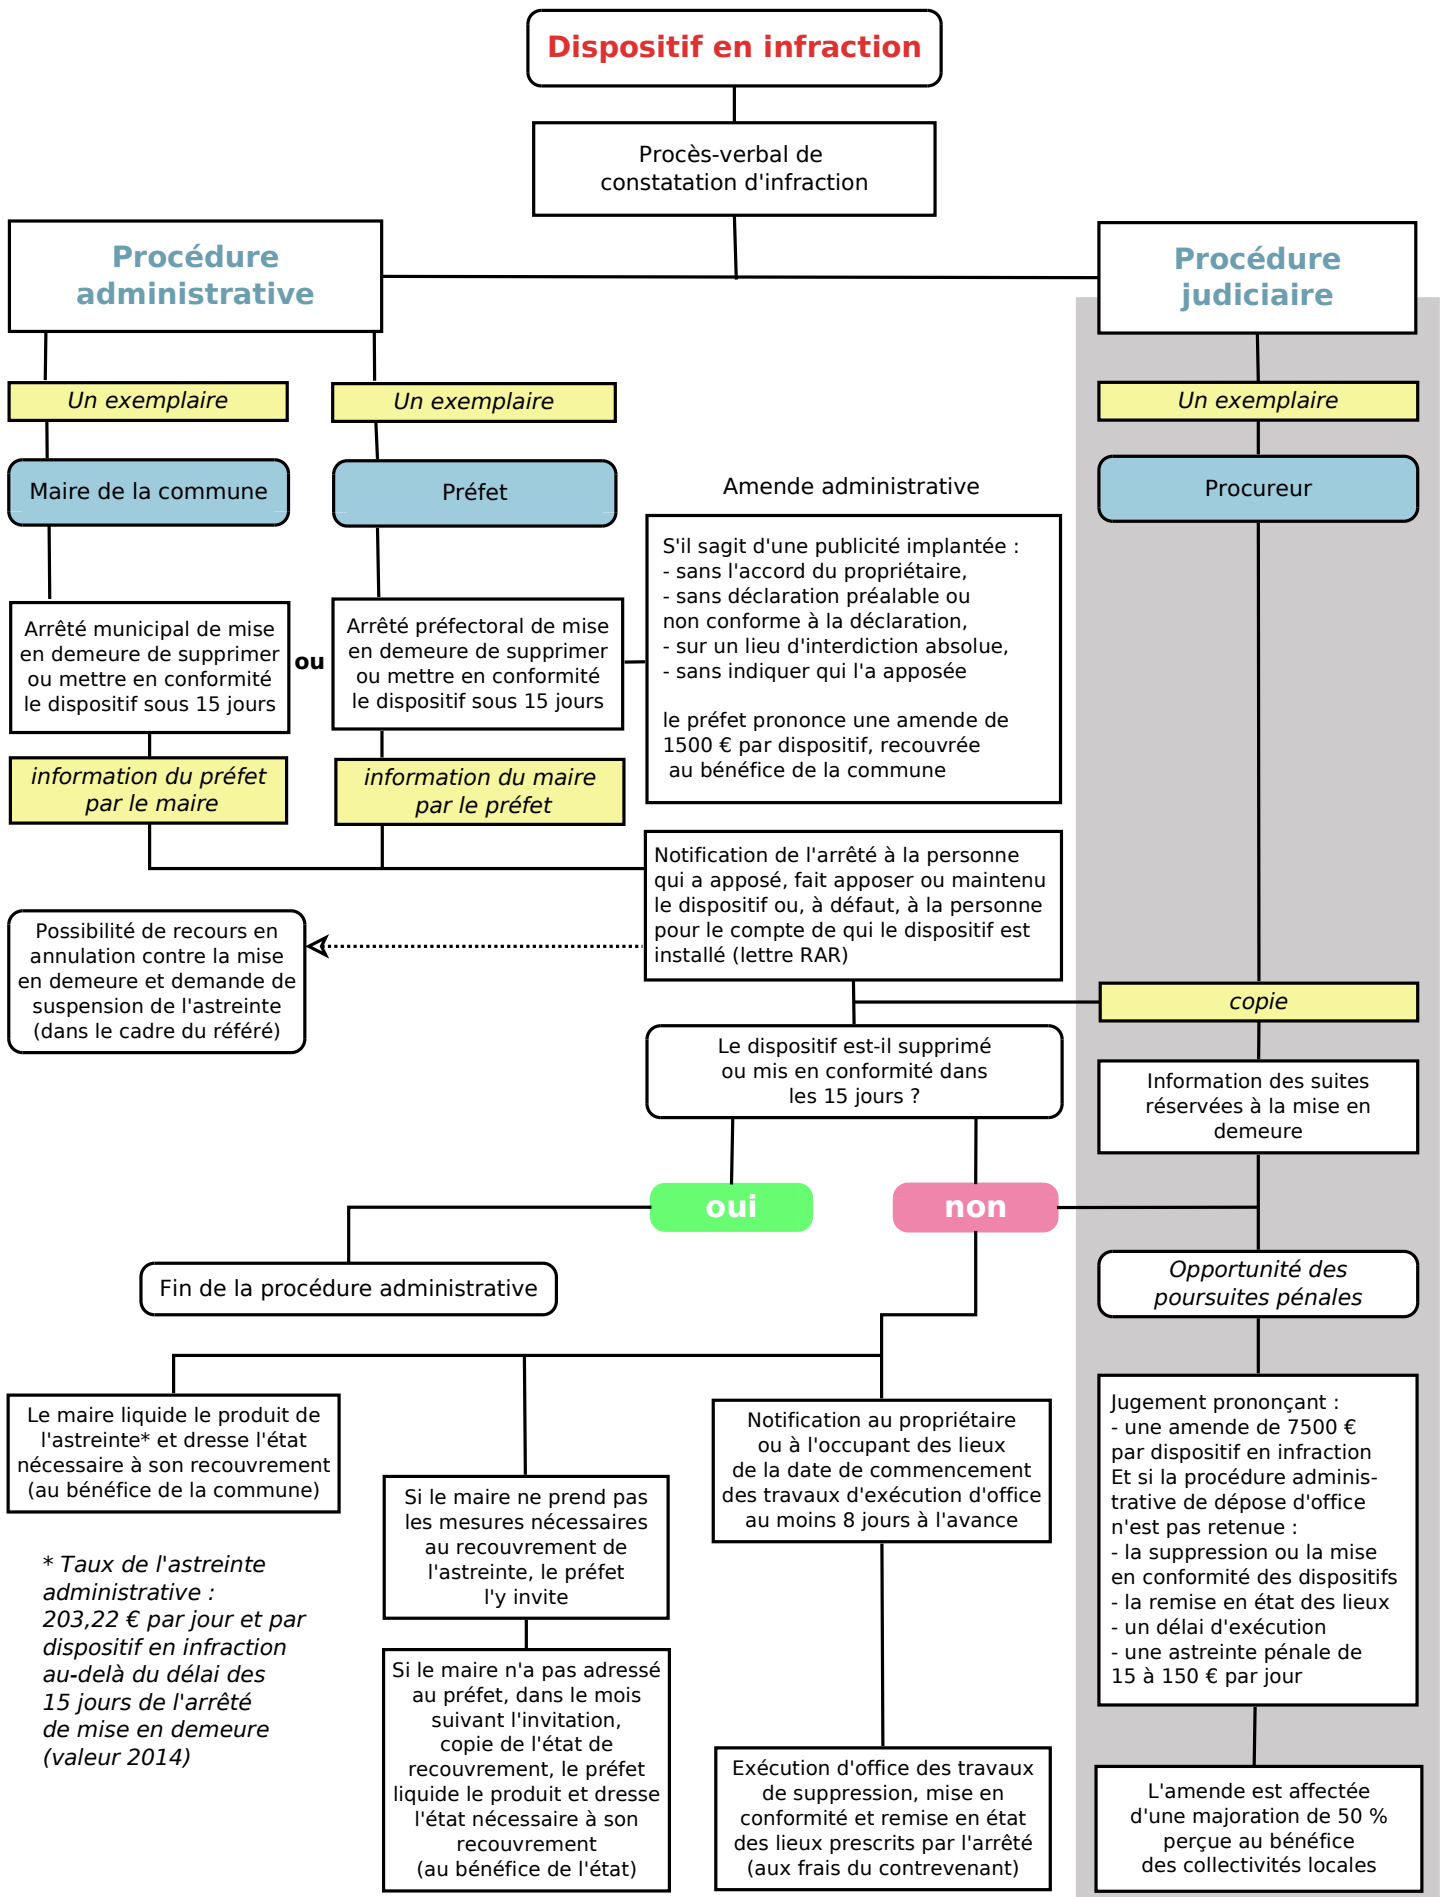 Dispositif en infraction
Procès-verbal de
constatation d'infraction
Procédure
administrative
Procédure
judiciaire
Un exemplaire
Un exemplaire
Un exemplaire
Maire de la commune
Préfet
Procureur
Amende administrative
S'il sagit d'une publicité implantée :
- sans l'accord du propriétaire,
- sans déclaration préalable ou
non conforme à la déclaration,
- sur un lieu d'interdiction absolue,
- sans indiquer qui l'a apposée
le préfet prononce une amende de
1500 € par dispositif, recouvrée
au bénéfice de la commune
Arrêté municipal de mise
en demeure de supprimer
ou mettre en conformité
le dispositif sous 15 jours
ou
Arrêté préfectoral de mise
en demeure de supprimer
ou mettre en conformité
le dispositif sous 15 jours
information du préfet
par le maire
information du maire
par le préfet
Notification de l'arrêté à la personne
qui a apposé, fait apposer ou maintenu
le dispositif ou, à défaut, à la personne
pour le compte de qui le dispositif est
installé (lettre RAR)
Possibilité de recours en
annulation contre la mise
en demeure et demande de
suspension de l'astreinte
(dans le cadre du référé)
copie
Le dispositif est-il supprimé
ou mis en conformité dans
les 15 jours ?
Information des suites
réservées à la mise en
demeure
oui
non
Fin de la procédure administrative
Opportunité des
poursuites pénales
Le maire liquide le produit de
l'astreinte* et dresse l'état
nécessaire à son recouvrement
(au bénéfice de la commune)
Si le maire ne prend pas
les mesures nécessaires
au recouvrement de
l'astreinte, le préfet
l'y invite
Notification au propriétaire
ou à l'occupant des lieux
de la date de commencement
des travaux d'exécution d'office
au moins 8 jours à l'avance
Jugement prononçant :
- une amende de 7500 €
par dispositif en infraction
Et si la procédure adminis-
trative de dépose d'office
n'est pas retenue :
- la suppression ou la mise
en conformité des dispositifs
- la remise en état des lieux
- un délai d'exécution
- une astreinte pénale de
15 à 150 € par jour
* Taux de l'astreinte
administrative :
203,22 € par jour et par
dispositif en infraction
au-delà du délai des
15 jours de l'arrêté
de mise en demeure
(valeur 2014)
Si le maire n'a pas adressé
au préfet, dans le mois
suivant l'invitation,
copie de l'état de
recouvrement, le préfet
liquide le produit et dresse
l'état nécessaire à son
recouvrement
(au bénéfice de l'état)
Exécution d'office des travaux
de suppression, mise en
conformité et remise en état
des lieux prescrits par l'arrêté
(aux frais du contrevenant)
L'amende est affectée
d'une majoration de 50 %
perçue au bénéfice
des collectivités locales